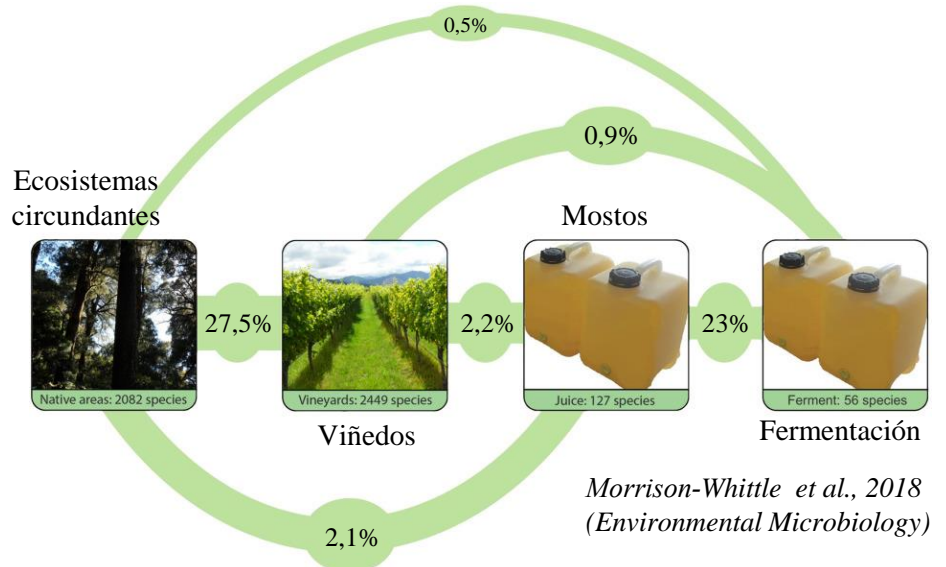 0,5%
0,9%
Ecosistemas
circundantes
Mostos
27,5%
2,2%
23%
Native areas: 2082 species
Vineyards: 2449 species
Juice: 127 species
Ferment: 56 species
Viñedos
Fermentación
2,1%
Morrison-Whittle et al., 2018
(Environmental Microbiology)